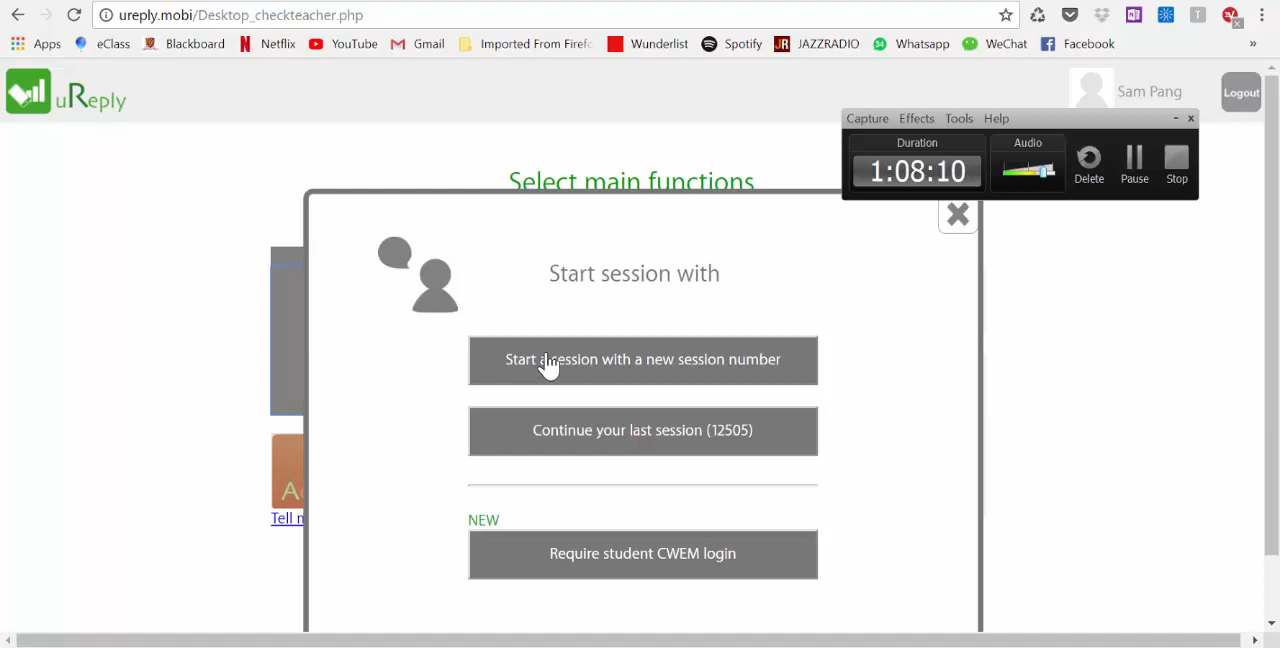 ureply.mobi/Desktop_checkteacher.php
Apps eClass Blackboard Netflix YouTube Gmail Imported From Firefo Wunderlist Spotify JAZZRADIO Whatsapp WeChat Facebook »
uReply
Sam Pang
Logout
Capture Effects Tools Help
Duration
Audio
1:08:10
Delete
Pause
Stop
Select main functions
Start session with
Start a session with a new session number
Continue your last session (12505)
NEW
Require student CWEM login
Tell m